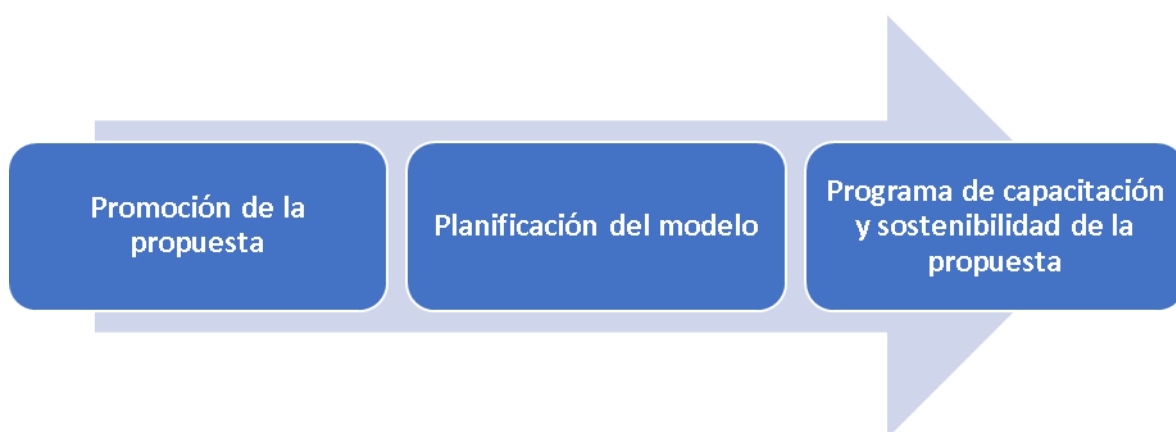 Promoción de la
propuesta
Planificación del modelo
Programa de capacitación
y sostenibilidad de la
propuesta